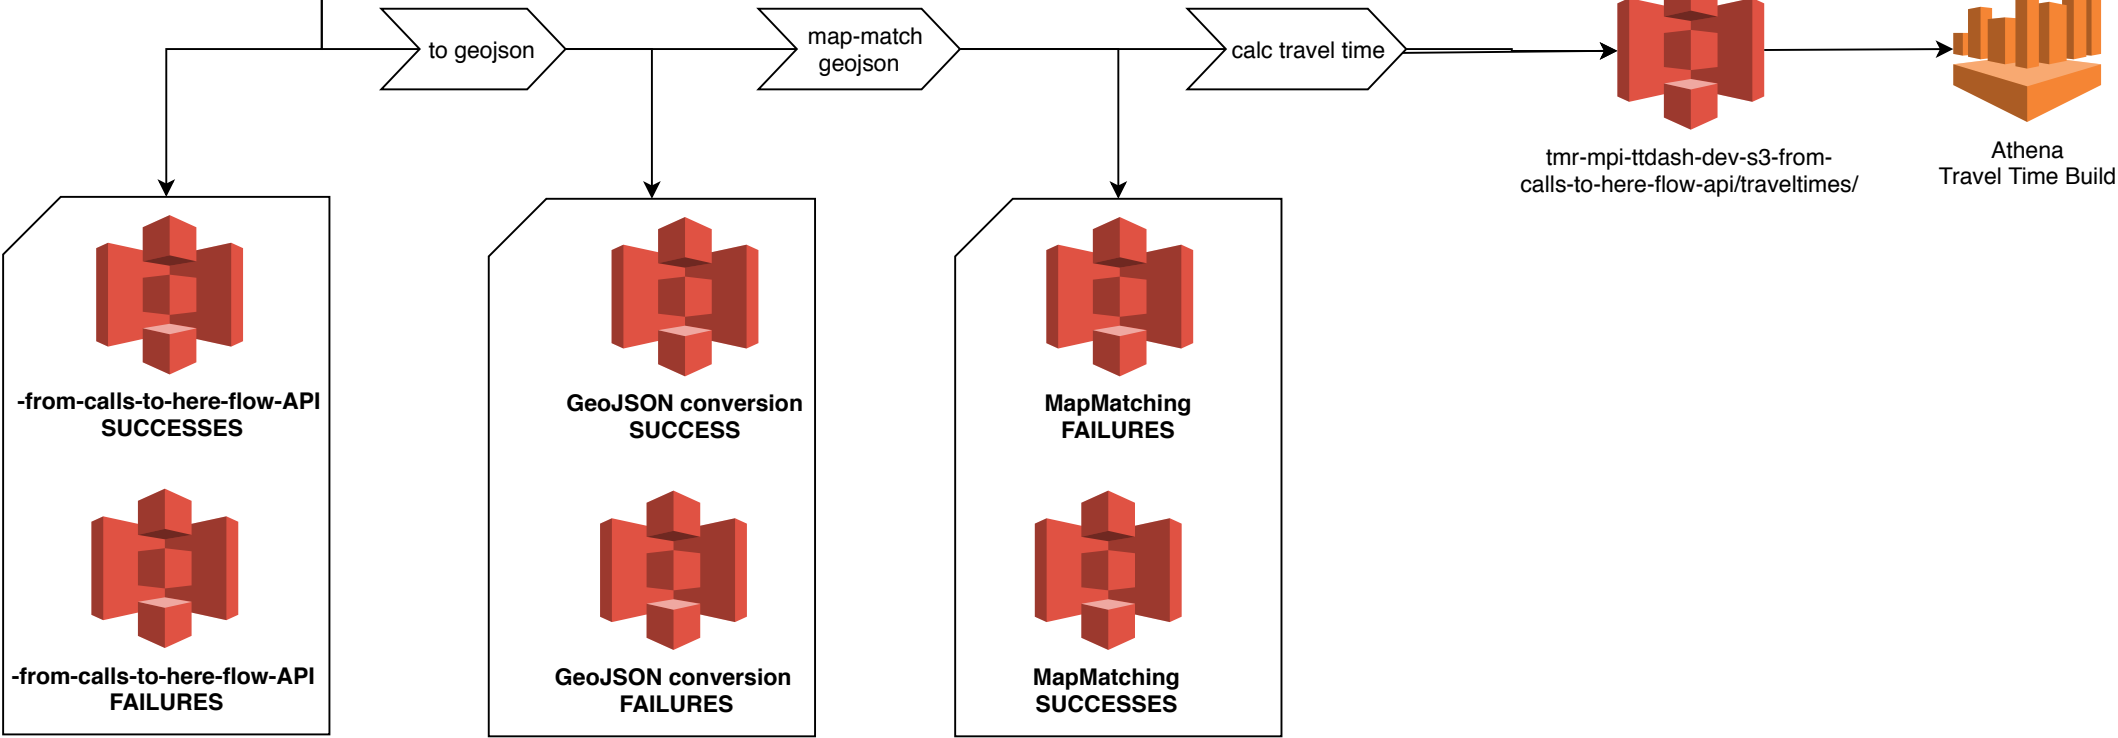 to geojson
map-match
geojson
calc travel time
tmr-mpi-ttdash-dev-s3-from-
calls-to-here-flow-api/traveltimes/
Athena
Travel Time Build
-from-calls-to-here-flow-API
SUCCESSES
GeoJSON conversion
SUCCESS
MapMatching
FAILURES
-from-calls-to-here-flow-API
FAILURES
GeoJSON conversion
FAILURES
MapMatching
SUCCESSES